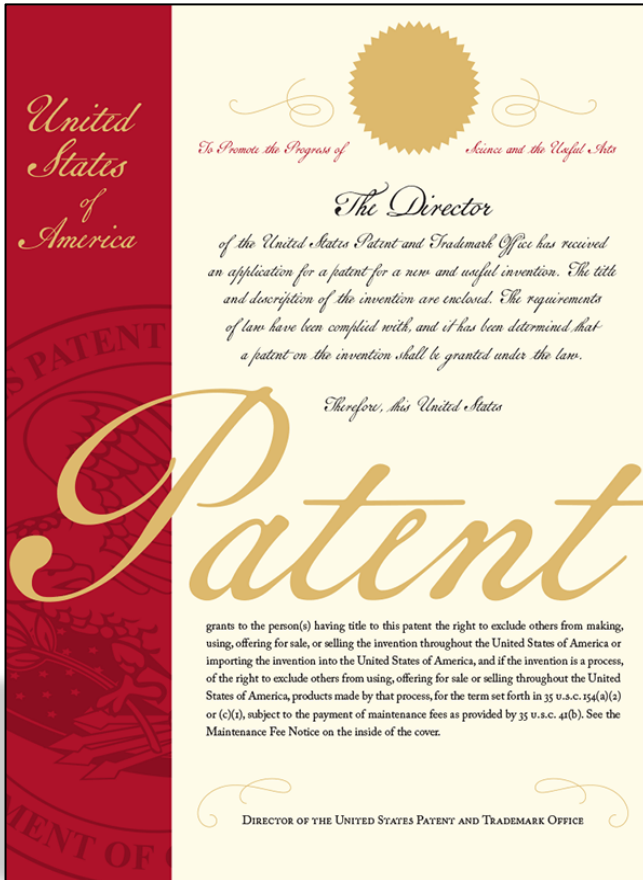 United
States
of
America
To Promote the Progress of
Science and the Useful Arts
The Director
of the United States Patent and Trademark Office has received
an application for a patent for a new and useful invention. The title
and description of the invention are enclosed. The requirements
of law have been complied with, and it has been determined that
a patent on the invention shall be granted under the law.
Therefore, this United States
Patent
grants to the person(s) having title to this patent the right to exclude others from making,
using, offering for sale, or selling the invention throughout the United States of America or
importing the invention into the United States of America, and if the invention is a process,
of the right to exclude others from using, offering for sale or selling throughout the United
States of America, products made by that process, for the term set forth in 35 U.S.C. 154(a)(2)
or (c)(1), subject to the payment of maintenance fees as provided by 35 U.S.C. 41(b). See the
Maintenance Fee Notice on the inside of the cover.
DIRECTOR OF THE UNITED STATES PATENT AND TRADEMARK OFFICE
S PATENT
MENT OF